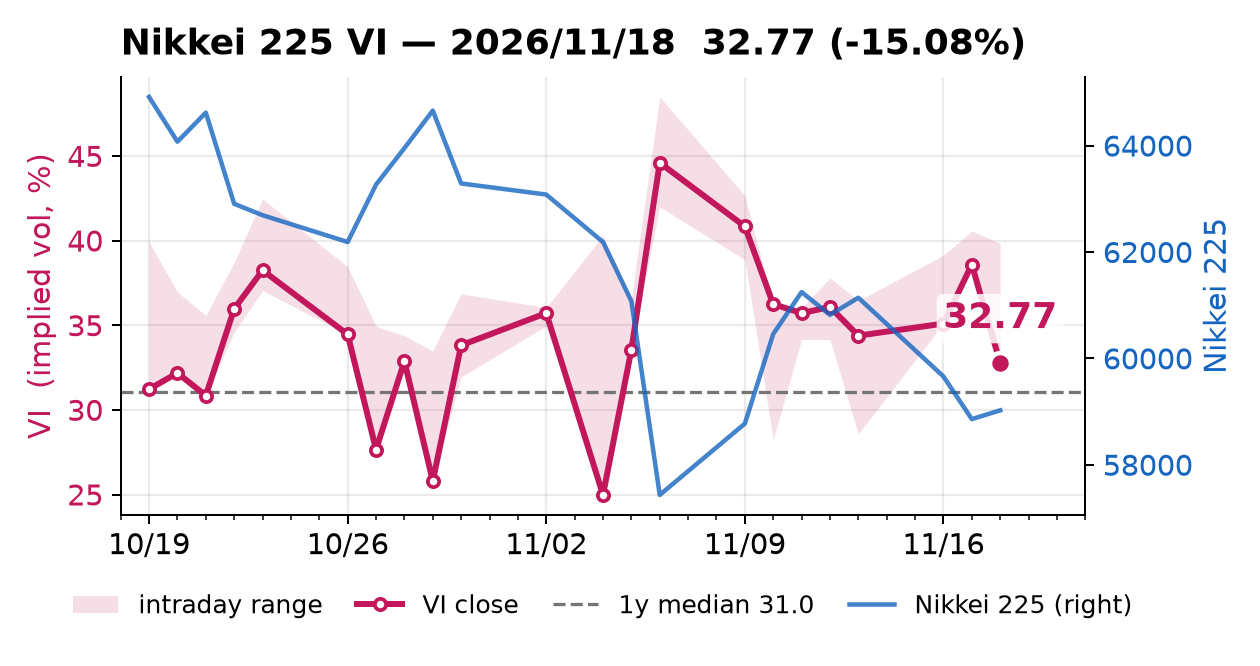 Nikkei 225 VI — 2026/11/18  32.77 (-15.08%)
VI  (implied vol, %)
45
40
35
30
25
64000
62000
60000
58000
Nikkei 225
32.77
10/19
10/26
11/02
11/09
11/16
intraday range
VI close
1y median 31.0
Nikkei 225 (right)